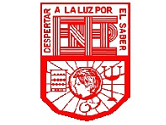 DESPERTAR A LA LUZ POR EL SABER
ENP